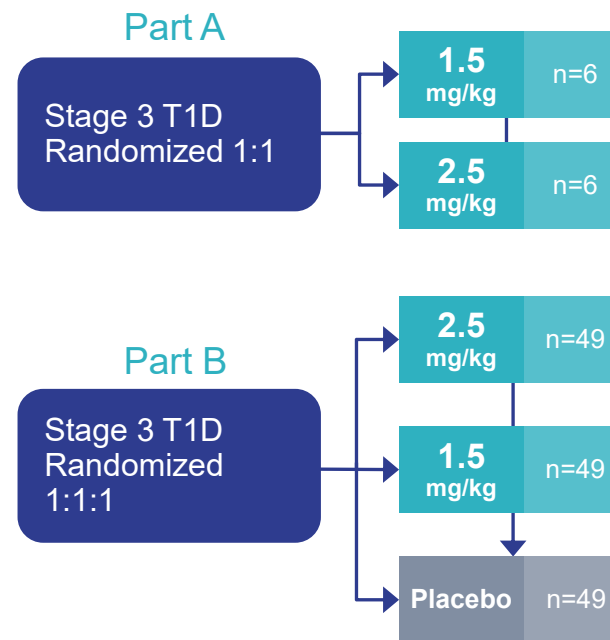 Part A
Stage 3 T1D
Randomized 1:1
1.5
mg/kg
n=6
2.5
mg/kg
n=6
Part B
Stage 3 T1D
Randomized
1:1:1
2.5
mg/kg
n=49
1.5
mg/kg
n=49
Placebo
n=49